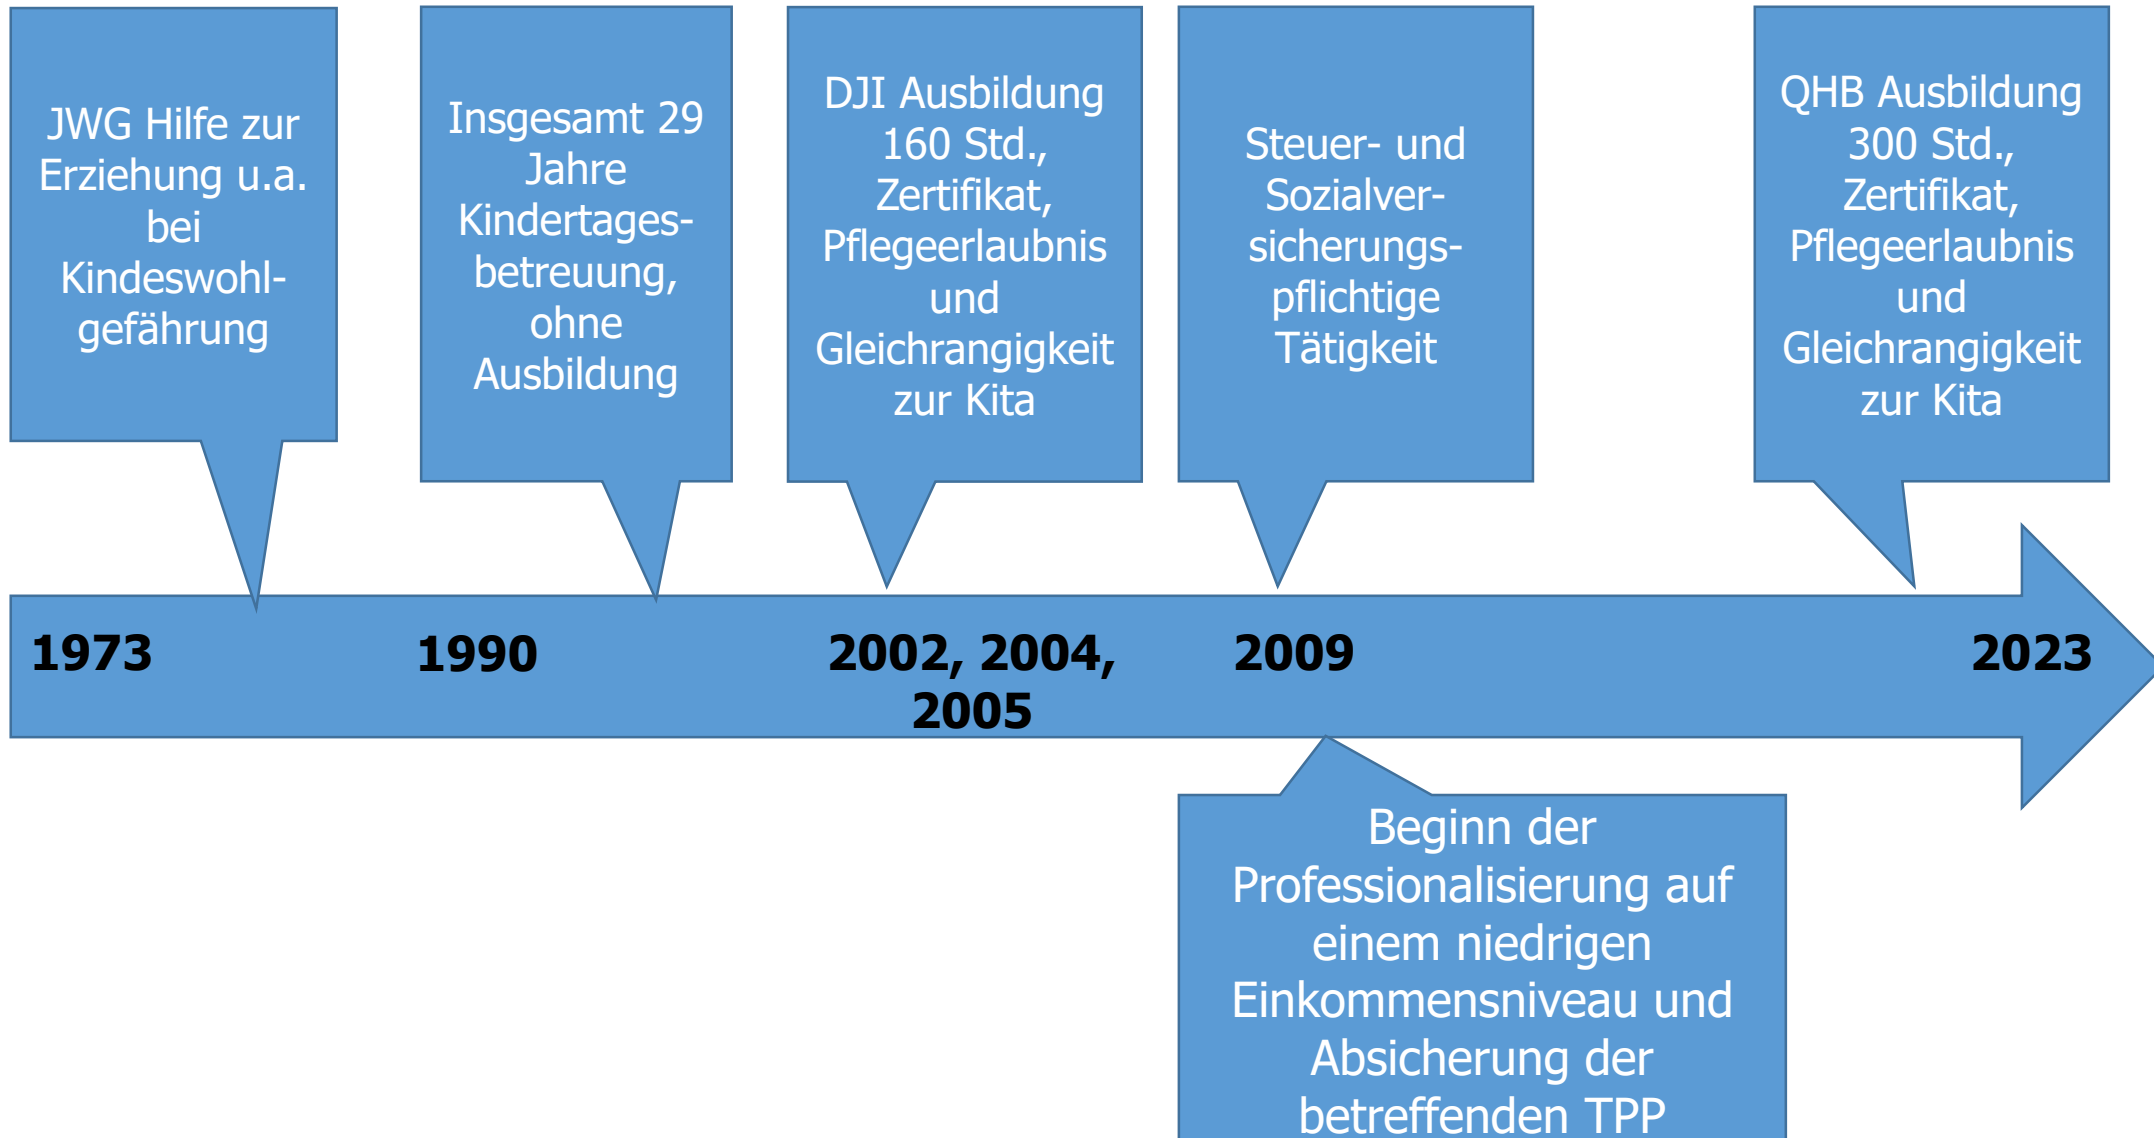 JWG Hilfe zur
Erziehung u.a.
bei
Kindeswohl-
gefährung
Insgesamt 29
Jahre
Kindertages-
betreuung,
ohne
Ausbildung
DJI Ausbildung
160 Std.,
Zertifikat,
Pflegeerlaubnis
und
Gleichrangigkeit
zur Kita
Steuer- und
Sozialver-
sicherungs-
pflichtige
Tätigkeit
QHB Ausbildung
300 Std.,
Zertifikat,
Pflegeerlaubnis
und
Gleichrangigkeit
zur Kita
1973
1990
2002, 2004,
2005
2009
2023
Beginn der
Professionalisierung auf
einem niedrigen
Einkommensniveau und
Absicherung der
betreffenden TPP